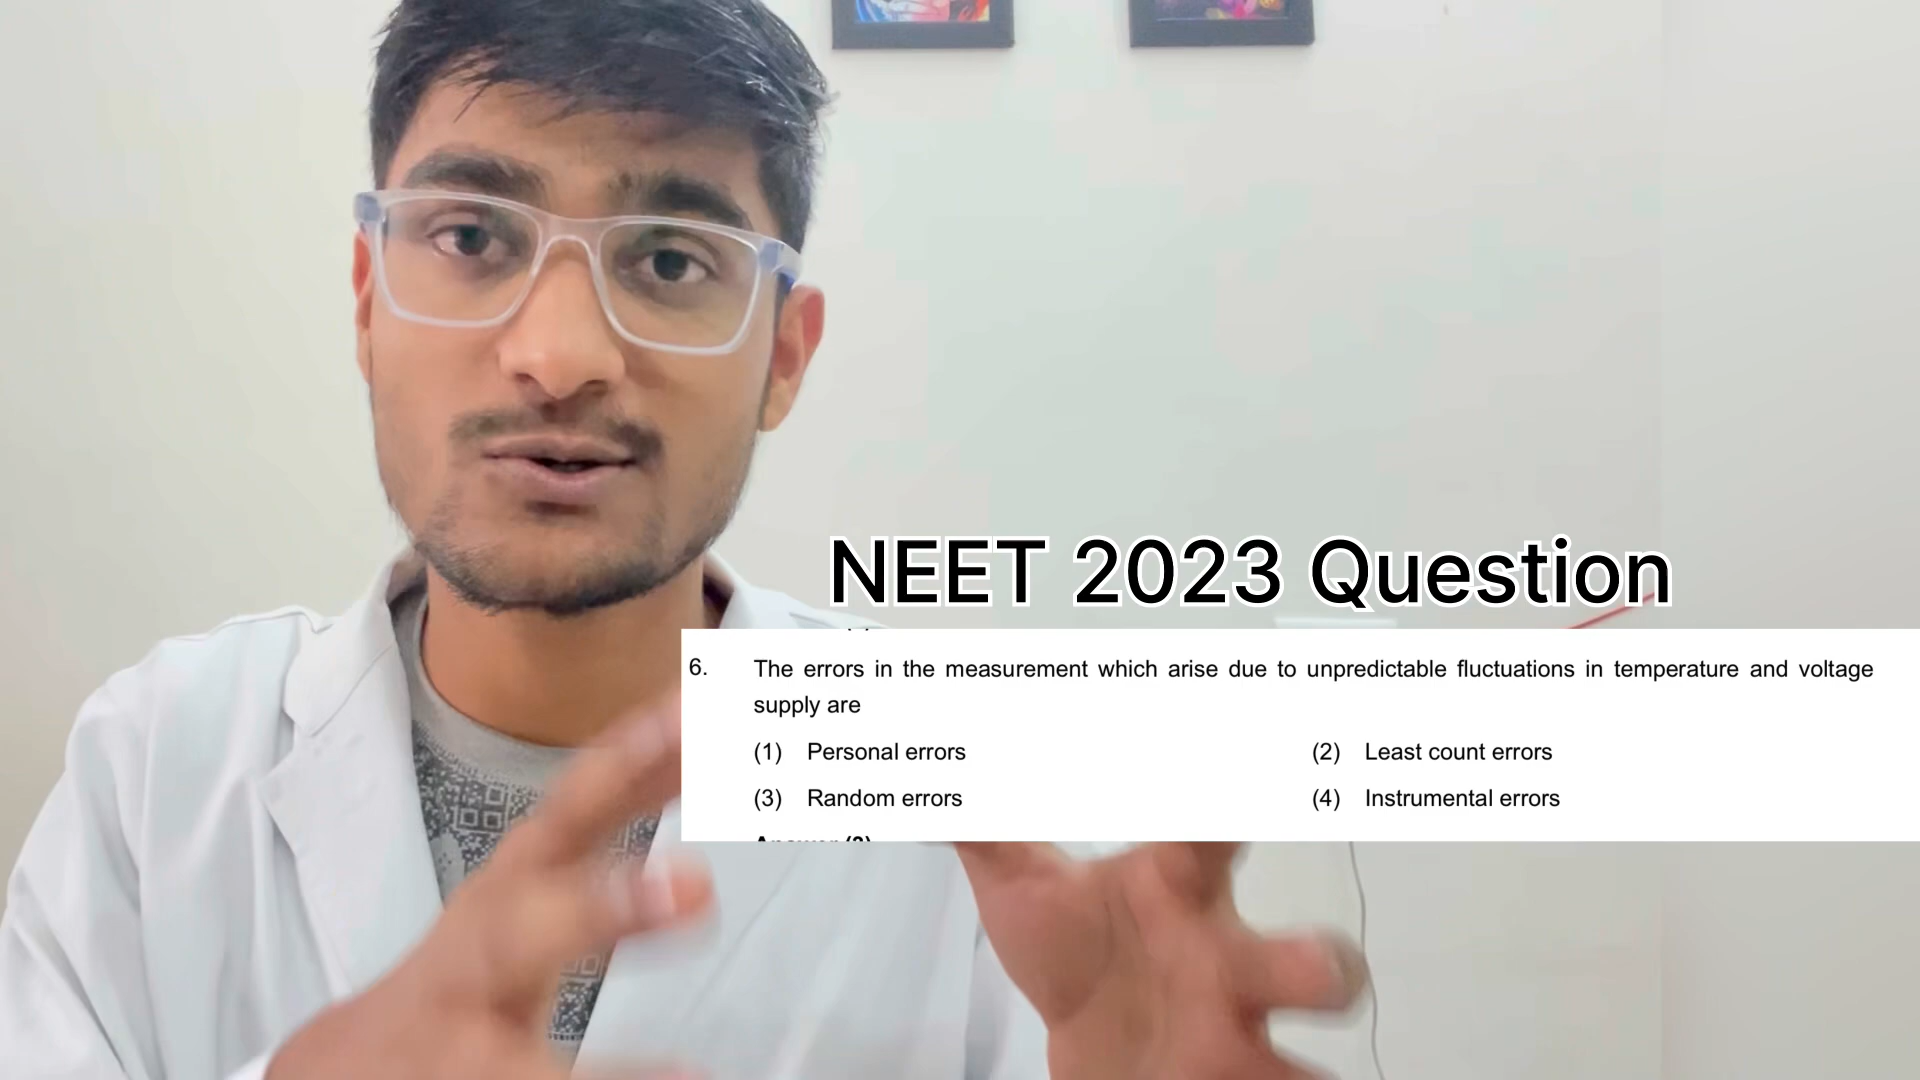 NEET 2023 Question
6. The errors in the measurement which arise due to unpredictable fluctuations in temperature and voltage
supply are
(1) Personal errors (2) Least count errors
(3) Random errors (4) Instrumental errors